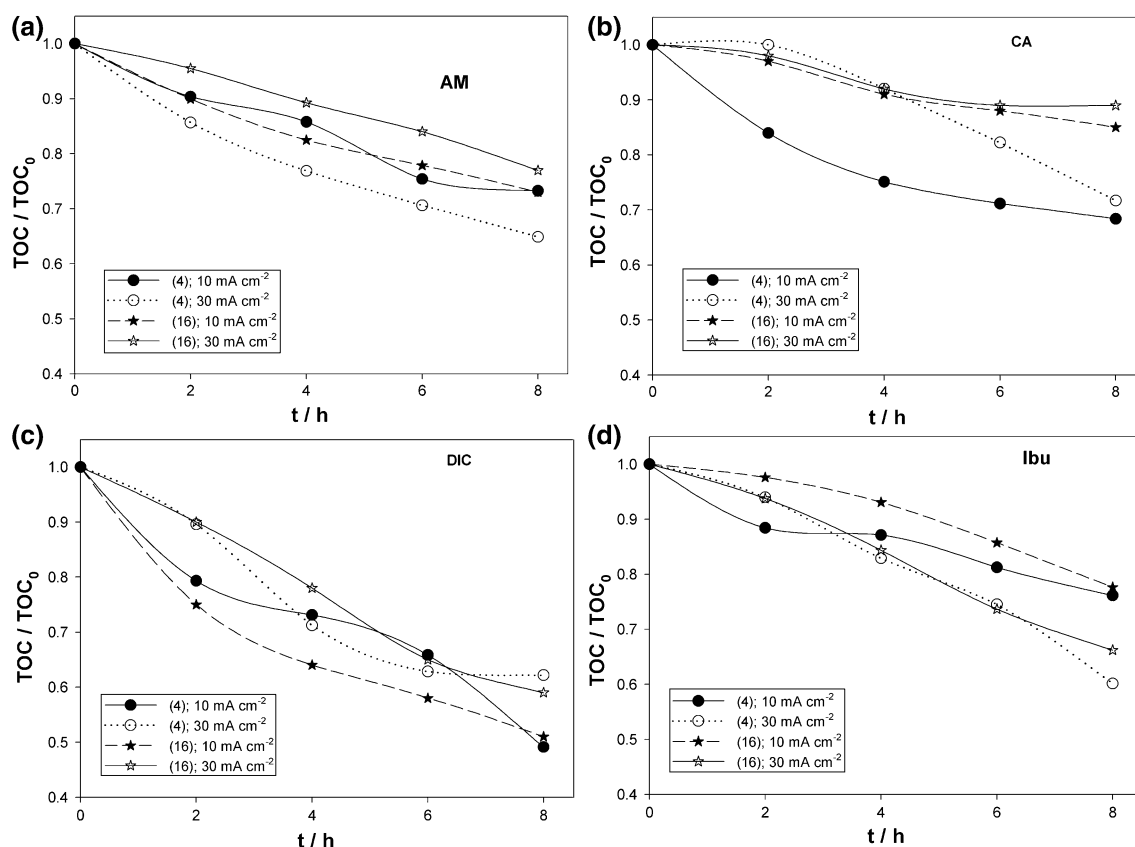 (a)
AM
TOC / TOC₀
1.0
0.9
0.8
0.7
0.6
0.5
0.4
(4); 10 mA cm⁻²
(4); 30 mA cm⁻²
(16); 10 mA cm⁻²
(16); 30 mA cm⁻²
0 2 4 6 8
t / h
(b)
CA
TOC / TOC₀
1.0
0.9
0.8
0.7
0.6
0.5
0.4
(4); 10 mA cm⁻²
(4); 30 mA cm⁻²
(16); 10 mA cm⁻²
(16); 30 mA cm⁻²
0 2 4 6 8
t / h
(c)
DIC
TOC / TOC₀
1.0
0.9
0.8
0.7
0.6
0.5
0.4
(4); 10 mA cm⁻²
(4); 30 mA cm⁻²
(16); 10 mA cm⁻²
(16); 30 mA cm⁻²
0 2 4 6 8
t / h
(d)
Ibu
TOC / TOC₀
1.0
0.9
0.8
0.7
0.6
0.5
0.4
(4); 10 mA cm⁻²
(4); 30 mA cm⁻²
(16); 10 mA cm⁻²
(16); 30 mA cm⁻²
0 2 4 6 8
t / h